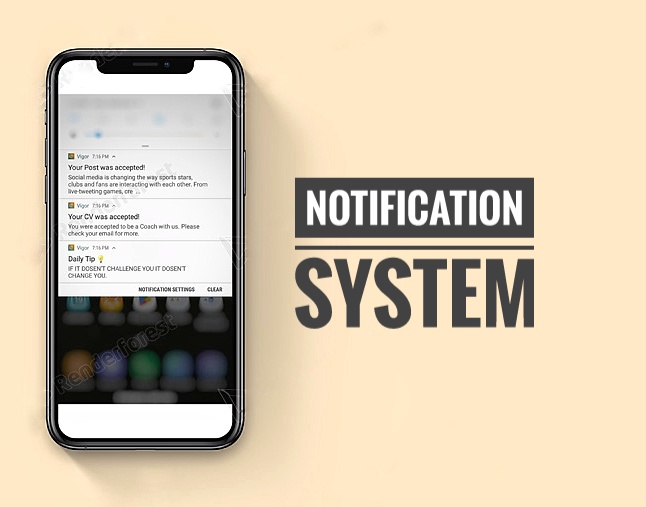 Vigor 7:16 PM
Your Post was accepted!
Social media is changing the way sports stars,
clubs and fans are interacting with each other. From
live-tweeting games, cre ...
Vigor 7:16 PM
Your CV was accepted!
You were accepted to be a Coach with us. Please
check your email for more.
Vigor 7:16 PM
Daily Tip 💡
IF IT DOSEN'T CHALLENGE YOU IT DOSEN'T
CHANGE YOU.
NOTIFICATION SETTINGS CLEAR
Renderforest
NOTIFICATION
SYSTEM